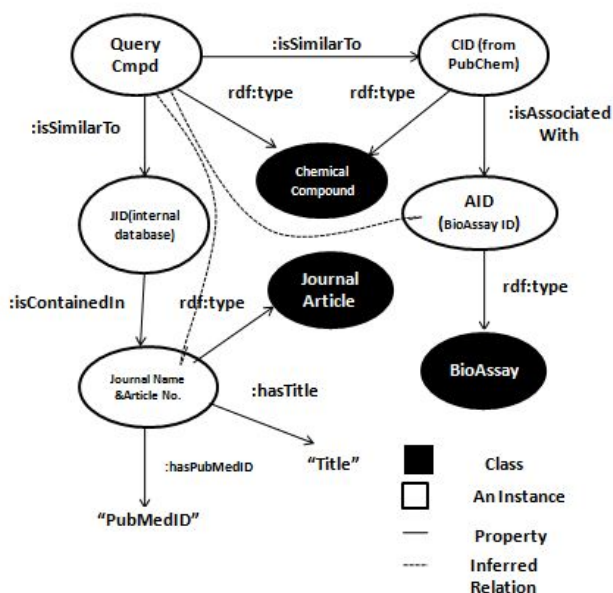 Query
Cmpd
:isSimilarTo
CID (from
PubChem)
rdf:type
rdf:type
:isSimilarTo
:isAssociated
With
Chemical
Compound
JID(internal
database)
AID
(BioAssay ID)
:isContainedIn
rdf:type
Journal
Article
rdf:type
Journal Name
&Article No.
:hasTitle
BioAssay
:hasPubMedID
"Title"
"PubMedID"
Class
An Instance
Property
Inferred
Relation